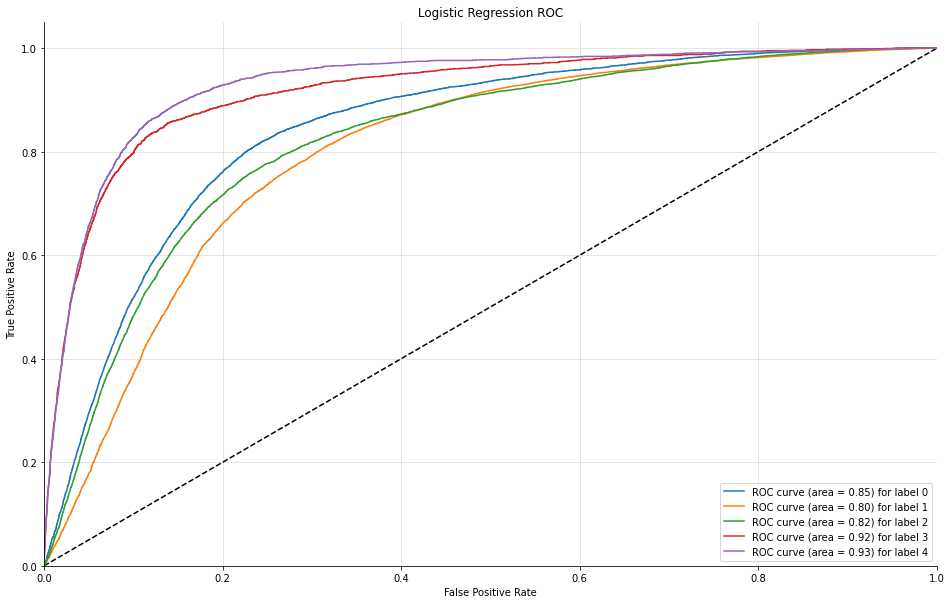 Logistic Regression ROC
True Positive Rate
1.0
0.8
0.6
0.4
0.2
0.0
0.0 0.2 0.4 0.6 0.8 1.0
False Positive Rate
ROC curve (area = 0.85) for label 0
ROC curve (area = 0.80) for label 1
ROC curve (area = 0.82) for label 2
ROC curve (area = 0.92) for label 3
ROC curve (area = 0.93) for label 4